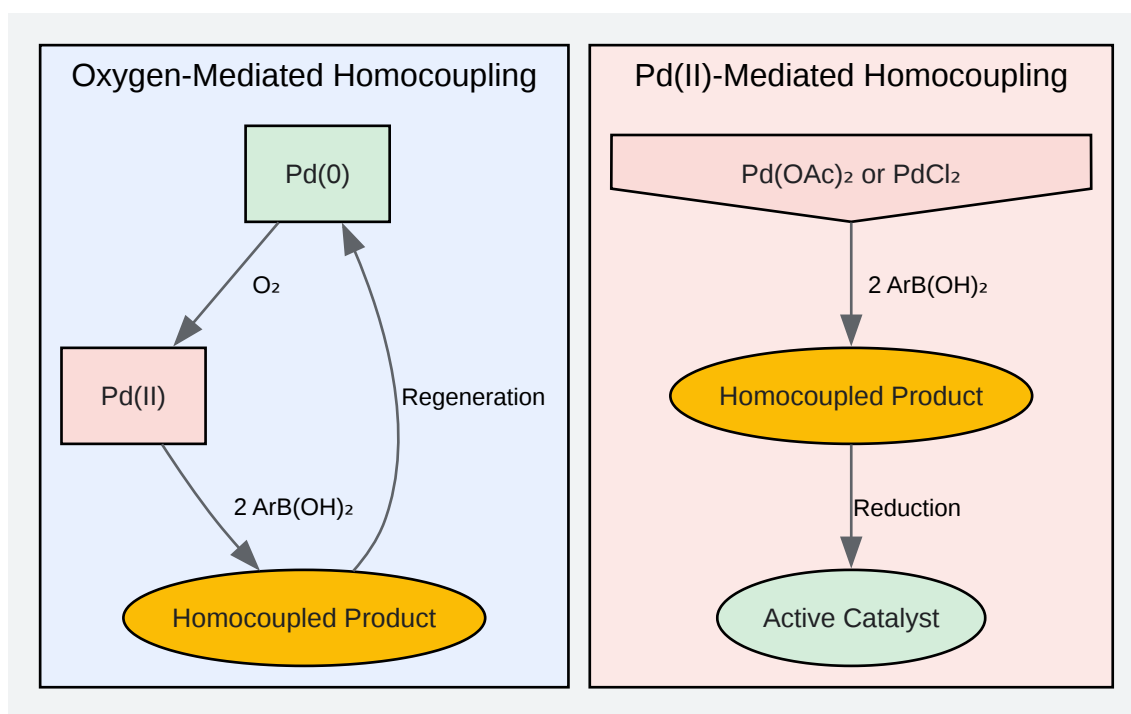 Oxygen-Mediated Homocoupling
Pd(0)
O₂
Pd(II)
Regeneration
2 ArB(OH)₂
Homocoupled Product
Pd(II)-Mediated Homocoupling
Pd(OAc)₂ or PdCl₂
2 ArB(OH)₂
Homocoupled Product
Reduction
Active Catalyst